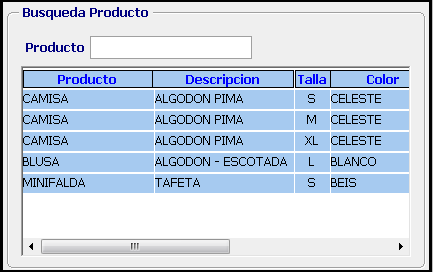 Busqueda Producto
Producto
Producto Descripcion Talla Color
CAMISA ALGODON PIMA S CELESTE
CAMISA ALGODON PIMA M CELESTE
CAMISA ALGODON PIMA XL CELESTE
BLUSA ALGODON - ESCOTADA L BLANCO
MINIFALDA TAFETA S BEIS